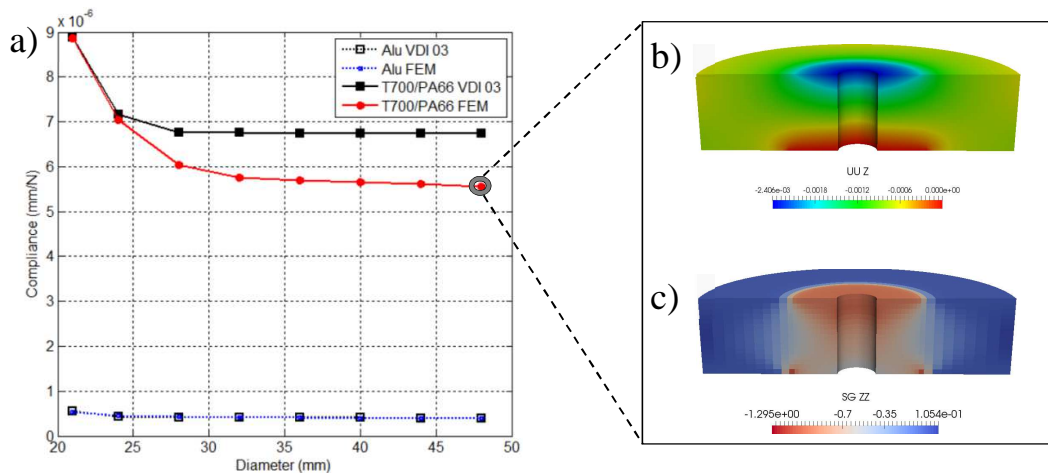 a)
x 10^-6
9
8
7
6
5
4
3
2
1
0
Compliance (mm/N)
20 25 30 35 40 45 50
Diameter (mm)
Alu VDI 03
Alu FEM
T700/PA66 VDI 03
T700/PA66 FEM
b)
UU Z
-2.406e-03 -0.0018 -0.0012 -0.0006 0.000e+00
c)
SG ZZ
-1.295e+00 -0.7 -0.35 1.054e-01